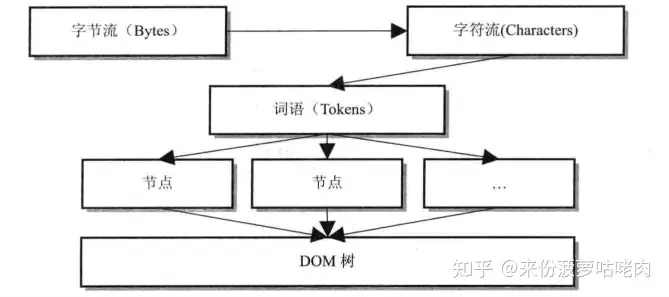 字节流（Bytes）
字符流(Characters)
词语（Tokens）
节点
节点
…
DOM 树
知乎 @来份菠萝咕咾肉